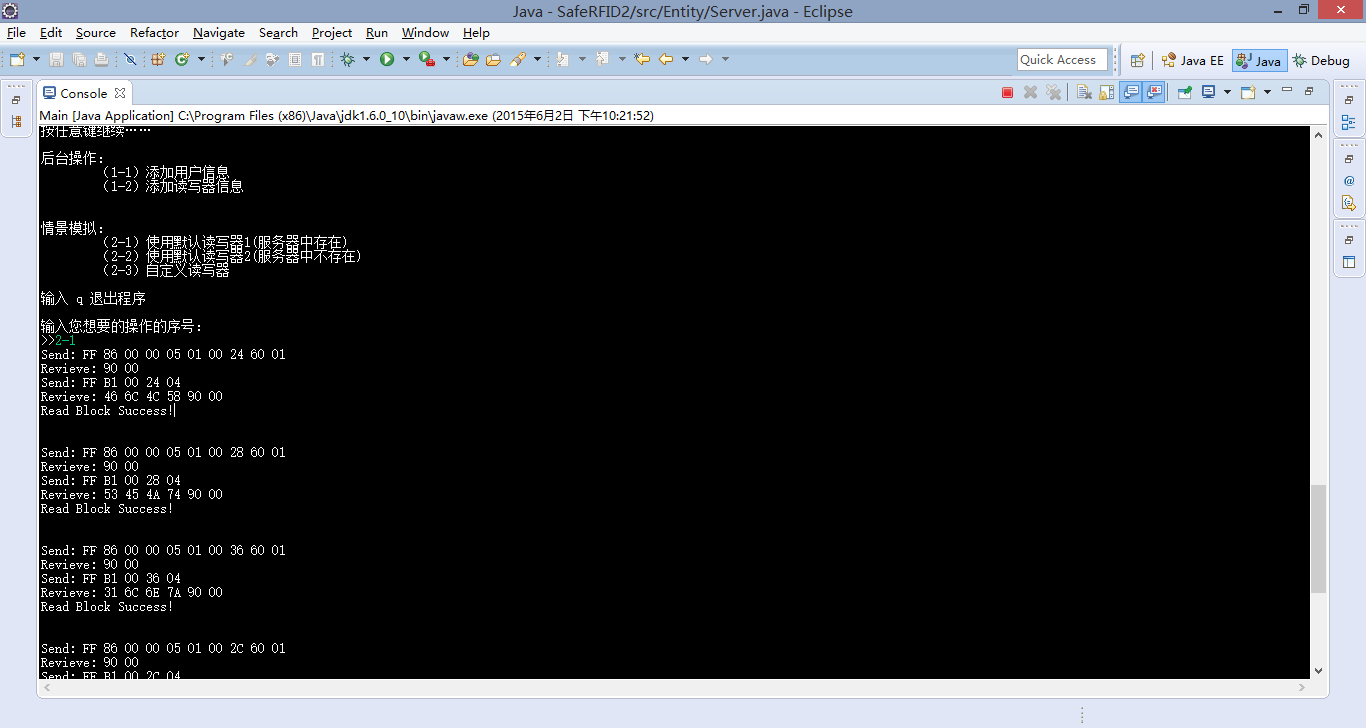 Java - SafeRFID2/src/Entity/Server.java - Eclipse
File Edit Source Refactor Navigate Search Project Run Window Help
Quick Access
Java EE
Java
Debug
Console
Main [Java Application] C:\Program Files (x86)\Java\jdk1.6.0_10\bin\javaw.exe (2015年6月2日 下午10:21:52)
按任意键继续……
后台操作：
（1-1）添加用户信息
（1-2）添加读写器信息
情景模拟：
（2-1）使用默认读写器1(服务器中存在)
（2-2）使用默认读写器2(服务器中不存在)
（2-3）自定义读写器
输入 q 退出程序
输入您想要的操作的序号：
>>2-1
Send: FF 86 00 00 05 01 00 24 60 01
Revieve: 90 00
Send: FF B1 00 24 04
Revieve: 46 6C 4C 58 90 00
Read Block Success!
Send: FF 86 00 00 05 01 00 28 60 01
Revieve: 90 00
Send: FF B1 00 28 04
Revieve: 53 45 4A 74 90 00
Read Block Success!
Send: FF 86 00 00 05 01 00 36 60 01
Revieve: 90 00
Send: FF B1 00 36 04
Revieve: 31 6C 6E 7A 90 00
Read Block Success!
Send: FF 86 00 00 05 01 00 2C 60 01
Revieve: 90 00
Send: FF B1 00 2C 04